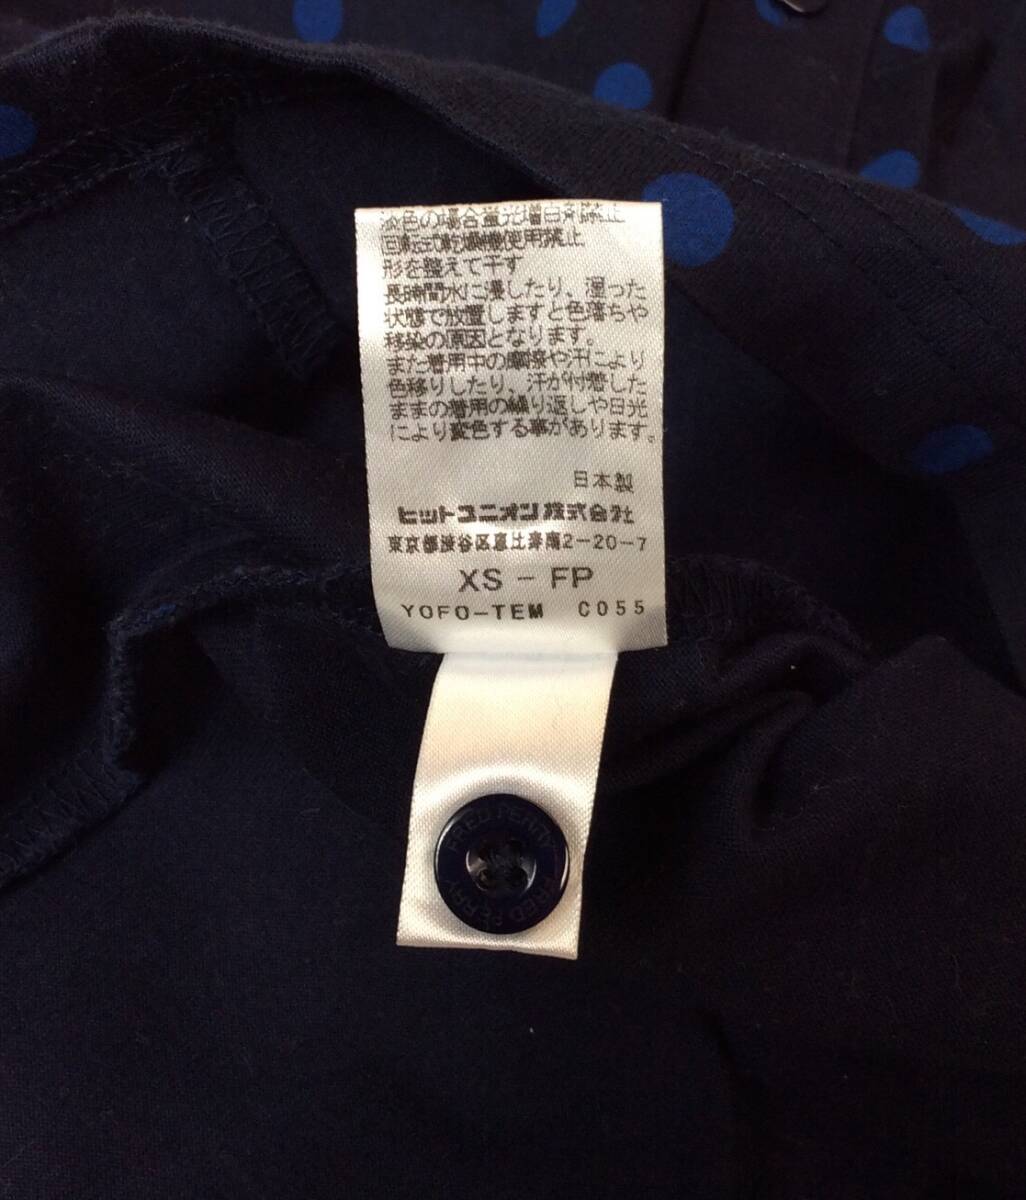 淡色の場合蛍光増白剤禁止
回転式乾燥機使用禁止
形を整えて干す
長時間水に浸したり、湿った
状態で放置しますと色落ちや
移染の原因となります。
また着用中の摩擦や汗により
色移りしたり、汗が付着した
ままの着用の繰り返しや日光
により変色する事があります。
日本製
ヒットユニオン株式会社
東京都渋谷区恵比寿南2-20-7
XS - FP
YOFO-TEM C055
FRED PERRY
FRED PERRY